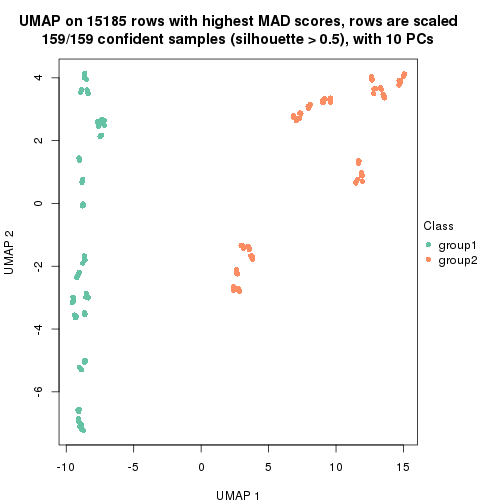 UMAP on 15185 rows with highest MAD scores, rows are scaled
159/159 confident samples (silhouette > 0.5), with 10 PCs
4
2
0
-2
-4
-6
UMAP 2
-10
-5
0
5
10
15
UMAP 1
Class
group1
group2